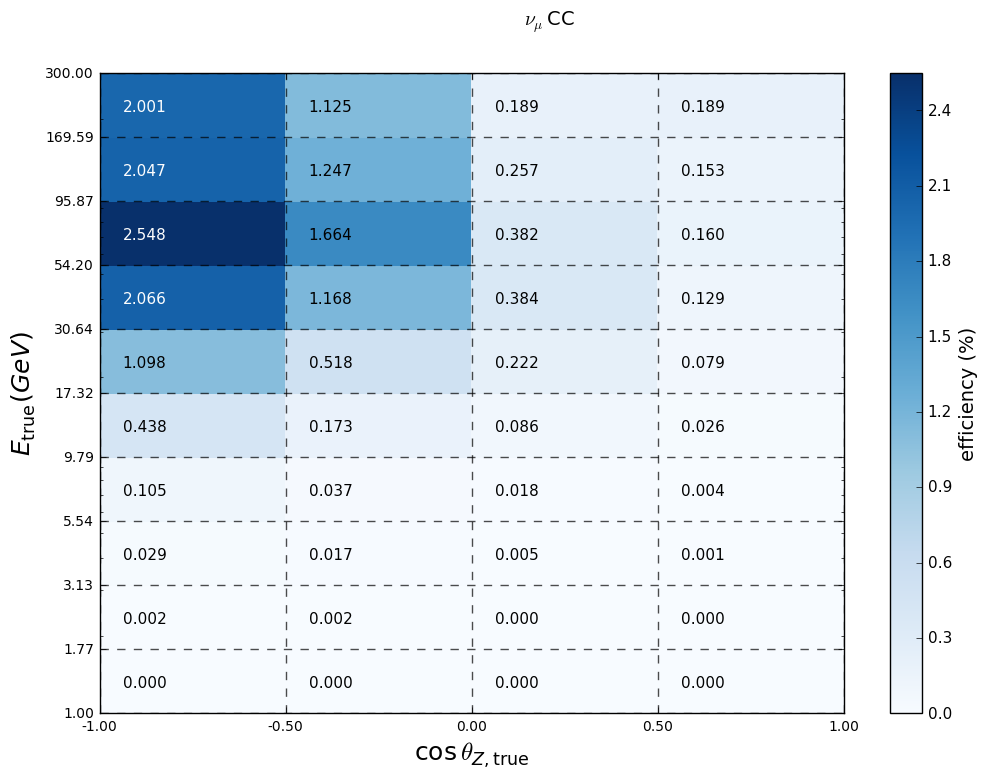 ν_μ CC
300.00
2.001 1.125 0.189 0.189
169.59
2.047 1.247 0.257 0.153
95.87
2.548 1.664 0.382 0.160
54.20
2.066 1.168 0.384 0.129
30.64
1.098 0.518 0.222 0.079
17.32
0.438 0.173 0.086 0.026
9.79
0.105 0.037 0.018 0.004
5.54
0.029 0.017 0.005 0.001
3.13
0.002 0.002 0.000 0.000
1.77
0.000 0.000 0.000 0.000
1.00
-1.00 -0.50 0.00 0.50 1.00
cos θ_Z,true
E_true (GeV)
2.4
2.1
1.8
1.5
1.2
0.9
0.6
0.3
0.0
efficiency (%)